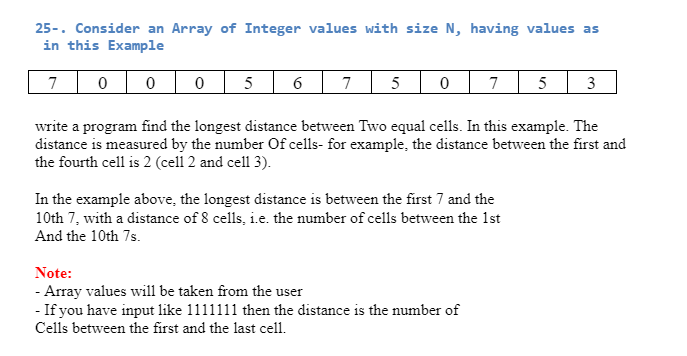 25-. Consider an Array of Integer values with size N, having values as
in this Example
7 0 0 0 5 6 7 5 0 7 5 3
write a program find the longest distance between Two equal cells. In this example. The
distance is measured by the number Of cells- for example, the distance between the first and
the fourth cell is 2 (cell 2 and cell 3).
In the example above, the longest distance is between the first 7 and the
10th 7, with a distance of 8 cells, i.e. the number of cells between the 1st
And the 10th 7s.
Note:
- Array values will be taken from the user
- If you have input like 1111111 then the distance is the number of
Cells between the first and the last cell.